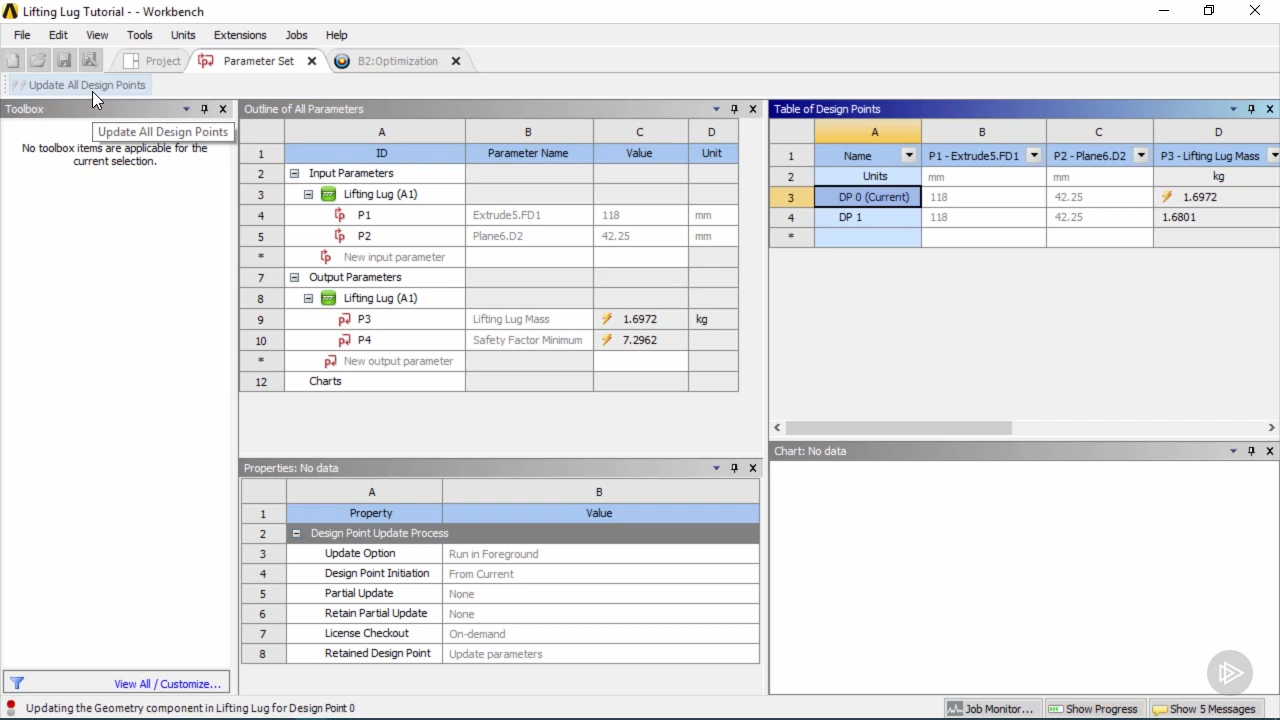 Lifting Lug Tutorial - - Workbench
File Edit View Tools Units Extensions Jobs Help
Project Parameter Set B2:Optimization
Update All Design Points
Toolbox
Update All Design Points
No toolbox items are applicable for the
current selection.
View All / Customize...
Outline of All Parameters
A B C D
1 ID Parameter Name Value Unit
2 Input Parameters
3 Lifting Lug (A1)
4 P1 Extrude5.FD1 118 mm
5 P2 Plane6.D2 42.25 mm
* New input parameter
7 Output Parameters
8 Lifting Lug (A1)
9 P3 Lifting Lug Mass 1.6972 kg
10 P4 Safety Factor Minimum 7.2962
* New output parameter
12 Charts
Properties: No data
A B
1 Property Value
2 Design Point Update Process
3 Update Option Run in Foreground
4 Design Point Initiation From Current
5 Partial Update None
6 Retain Partial Update None
7 License Checkout On-demand
8 Retained Design Point Update parameters
Table of Design Points
A B C D
1 Name P1 - Extrude5.FD1 P2 - Plane6.D2 P3 - Lifting Lug Mass
2 Units mm mm kg
3 DP 0 (Current) 118 42.25 1.6972
4 DP 1 118 42.25 1.6801
*
Chart: No data
Updating the Geometry component in Lifting Lug for Design Point 0
Job Monitor... Show Progress Show 5 Messages